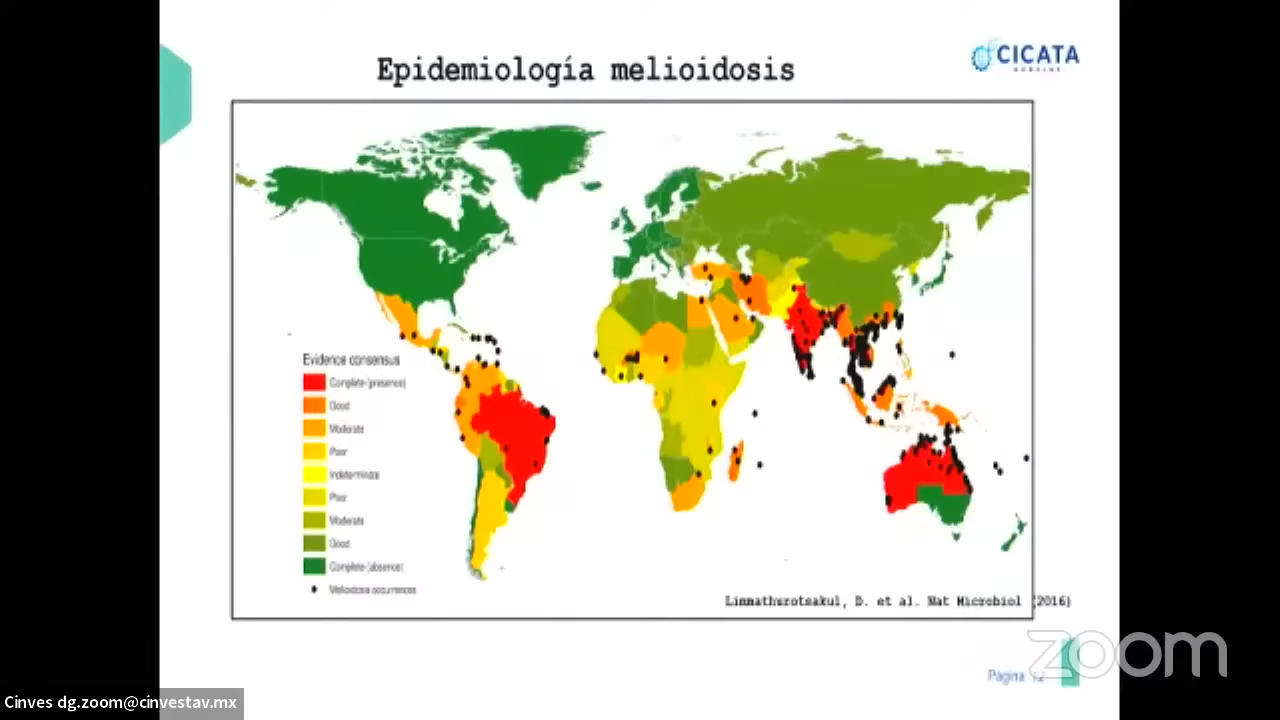 Epidemiología melioidosis
CICATA
MORELOS
Evidence consensus
Complete (presence)
Good
Moderate
Poor
Indeterminate
Poor
Moderate
Good
Complete (absence)
Melioidosis occurrences
Limmathurotsakul, D. et al. Nat Microbiol (2016)
zoom
Página 12
Cinves dg.zoom@cinvestav.mx